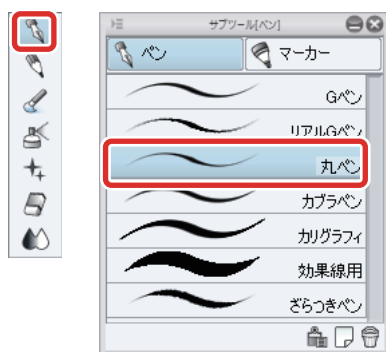 サブツール[ペン]
ペン
マーカー
Gペン
リアルGペン
丸ペン
カブラペン
カリグラフィ
効果線用
ざらつきペン